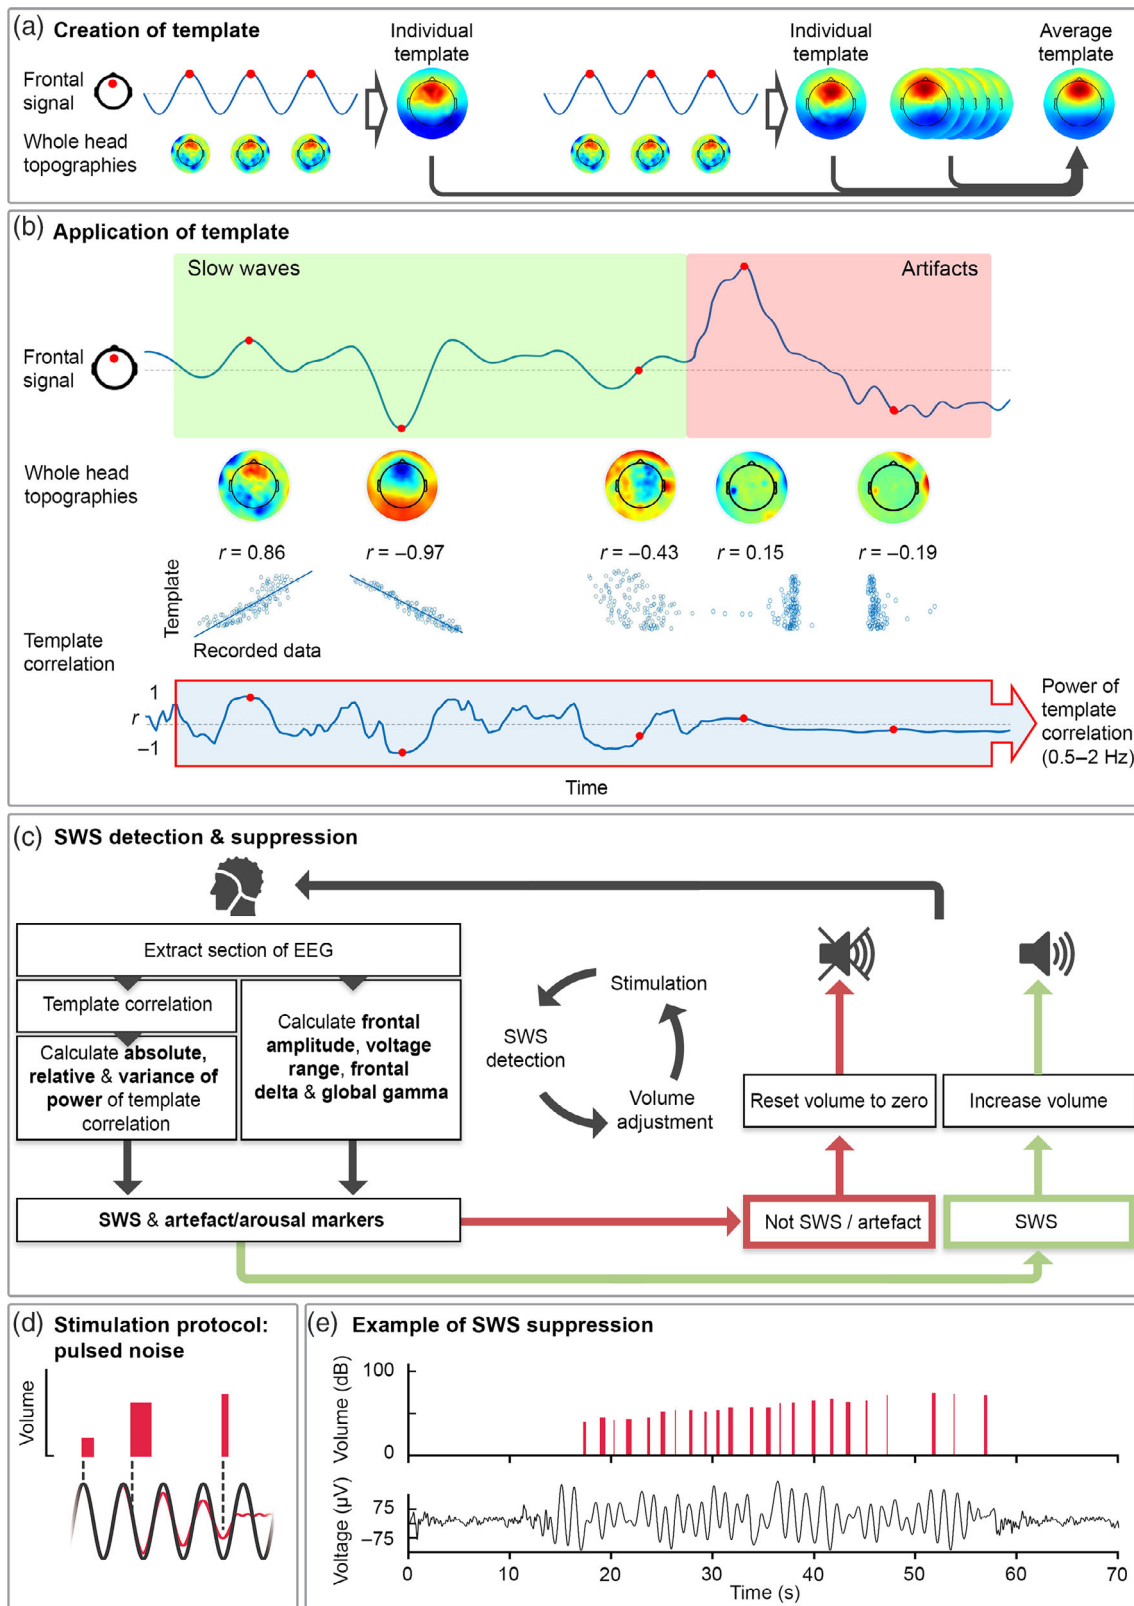 (a) Creation of template
Individual
template
Individual
template
Average
template
Frontal
signal
Whole head
topographies
(b) Application of template
Slow waves
Artifacts
Frontal
signal
Whole head
topographies
r = 0.86
r = –0.97
r = –0.43
r = 0.15
r = –0.19
Template
Recorded data
Template
correlation
1
r
–1
Time
Power of
template
correlation
(0.5–2 Hz)
(c) SWS detection & suppression
Extract section of EEG
Template correlation
Calculate absolute,
relative & variance of
power of template
correlation
Calculate frontal
amplitude, voltage
range, frontal
delta & global gamma
SWS & artefact/arousal markers
Stimulation
SWS
detection
Volume
adjustment
Reset volume to zero
Increase volume
Not SWS / artefact
SWS
(d) Stimulation protocol:
pulsed noise
Volume
(e) Example of SWS suppression
Volume (dB)
100
0
Voltage (µV)
75
–75
0 10 20 30 40 50 60 70
Time (s)